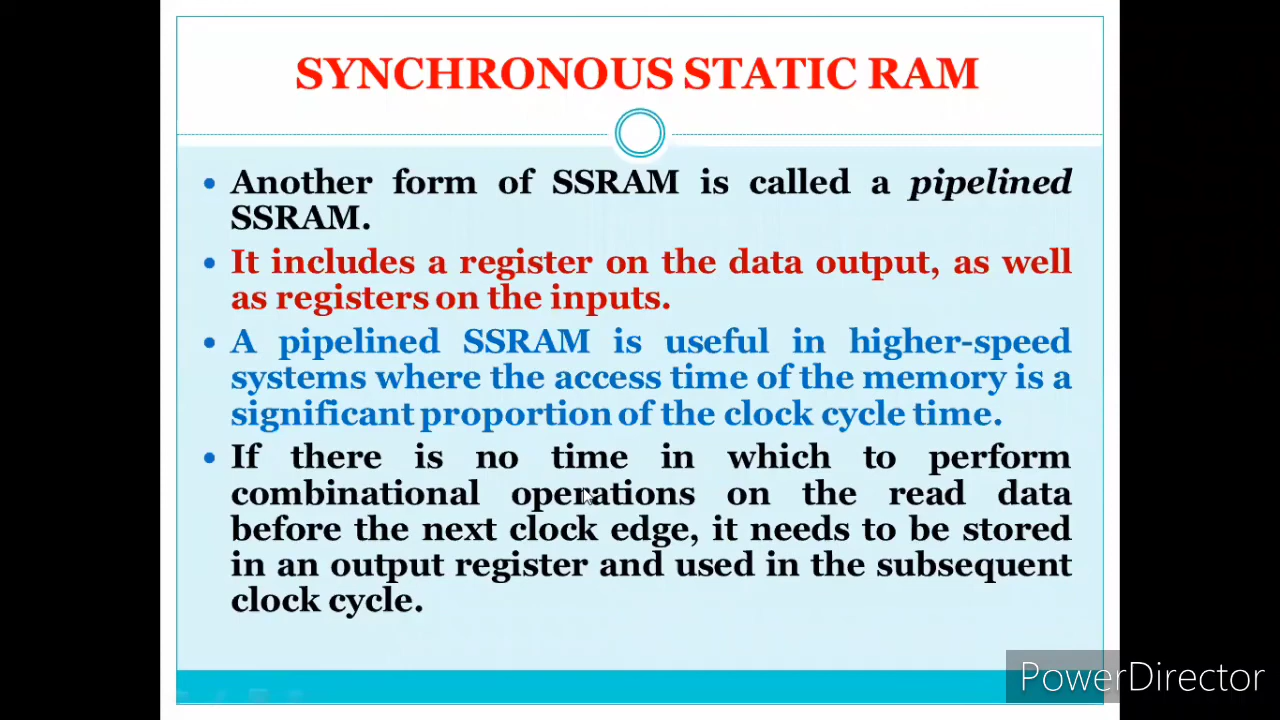 SYNCHRONOUS STATIC RAM
• Another form of SSRAM is called a pipelined
SSRAM.
• It includes a register on the data output, as well
as registers on the inputs.
• A pipelined SSRAM is useful in higher-speed
systems where the access time of the memory is a
significant proportion of the clock cycle time.
• If there is no time in which to perform
combinational operations on the read data
before the next clock edge, it needs to be stored
in an output register and used in the subsequent
clock cycle.
PowerDirector